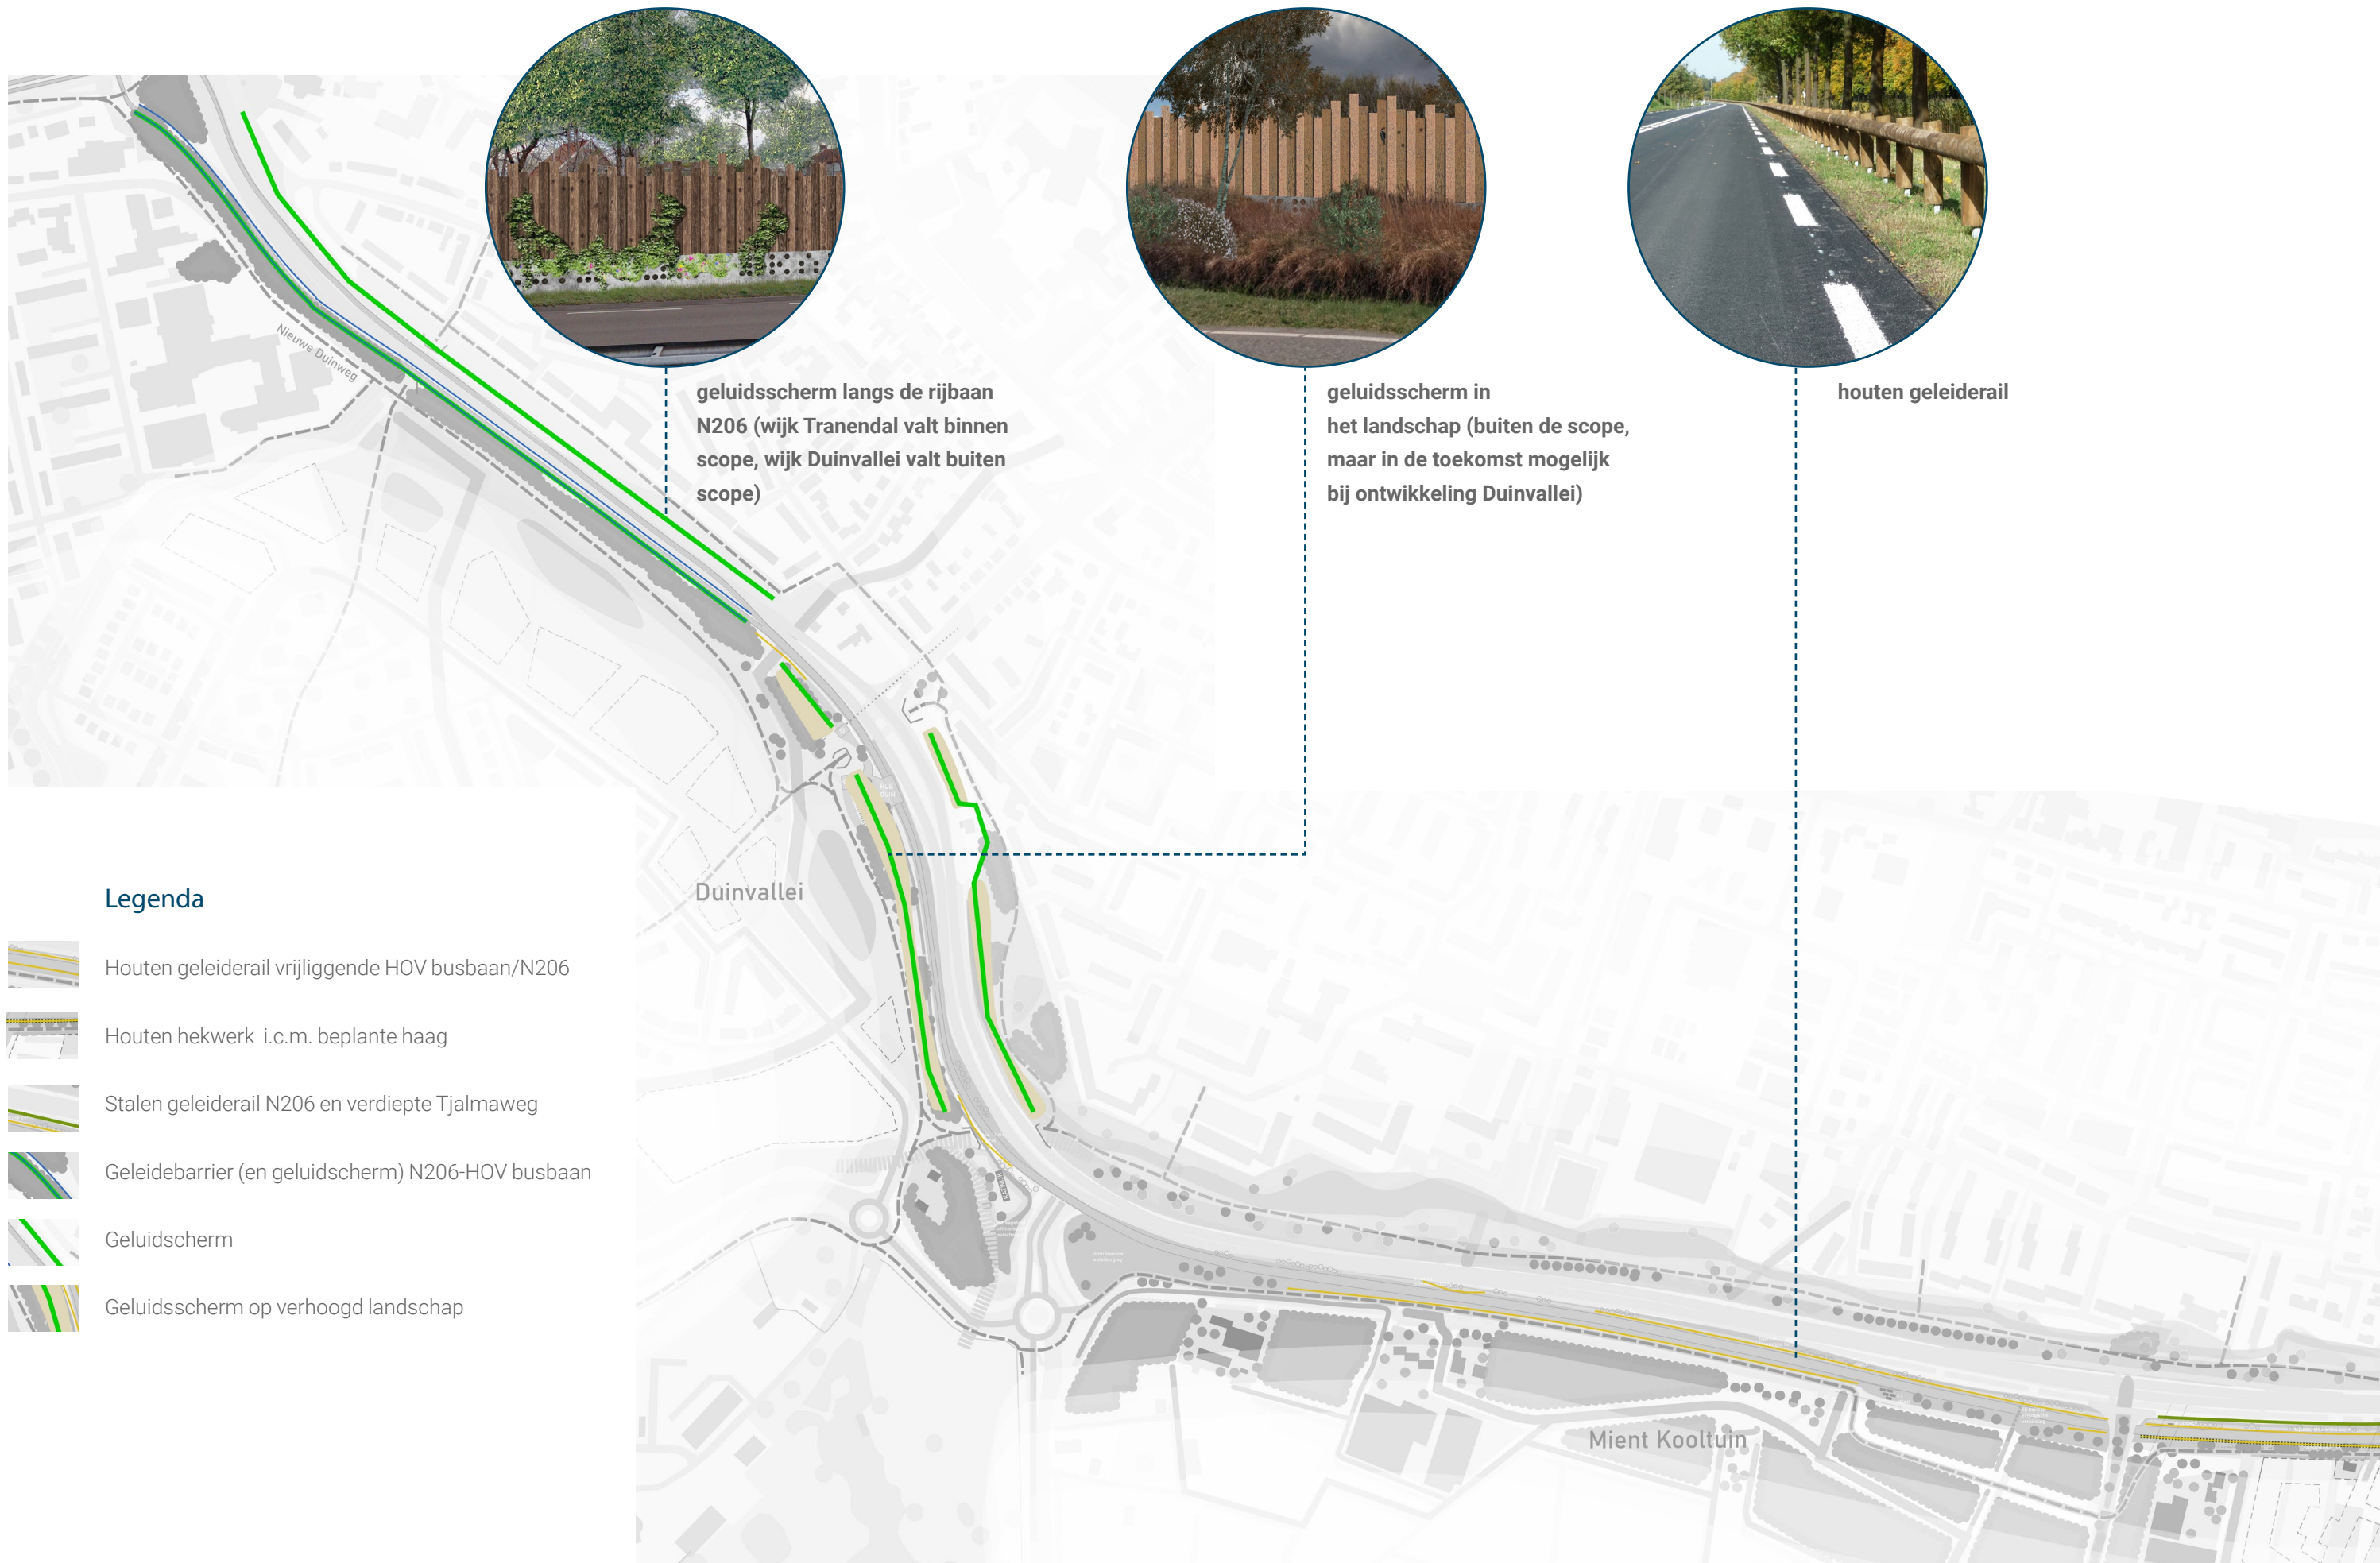 geluidsscherm langs de rijbaan
N206 (wijk Tranendal valt binnen
scope, wijk Duinvallei valt buiten
scope)
geluidsscherm in
het landschap (buiten de scope,
maar in de toekomst mogelijk
bij ontwikkeling Duinvallei)
houten geleiderail
Nieuwe Duinweg
Duinvallei
Mient Kooltuin
Legenda
Houten geleiderail vrijliggende HOV busbaan/N206
Houten hekwerk i.c.m. beplante haag
Stalen geleiderail N206 en verdiepte Tjalmaweg
Geleidebarrier (en geluidscherm) N206-HOV busbaan
Geluidscherm
Geluidsscherm op verhoogd landschap